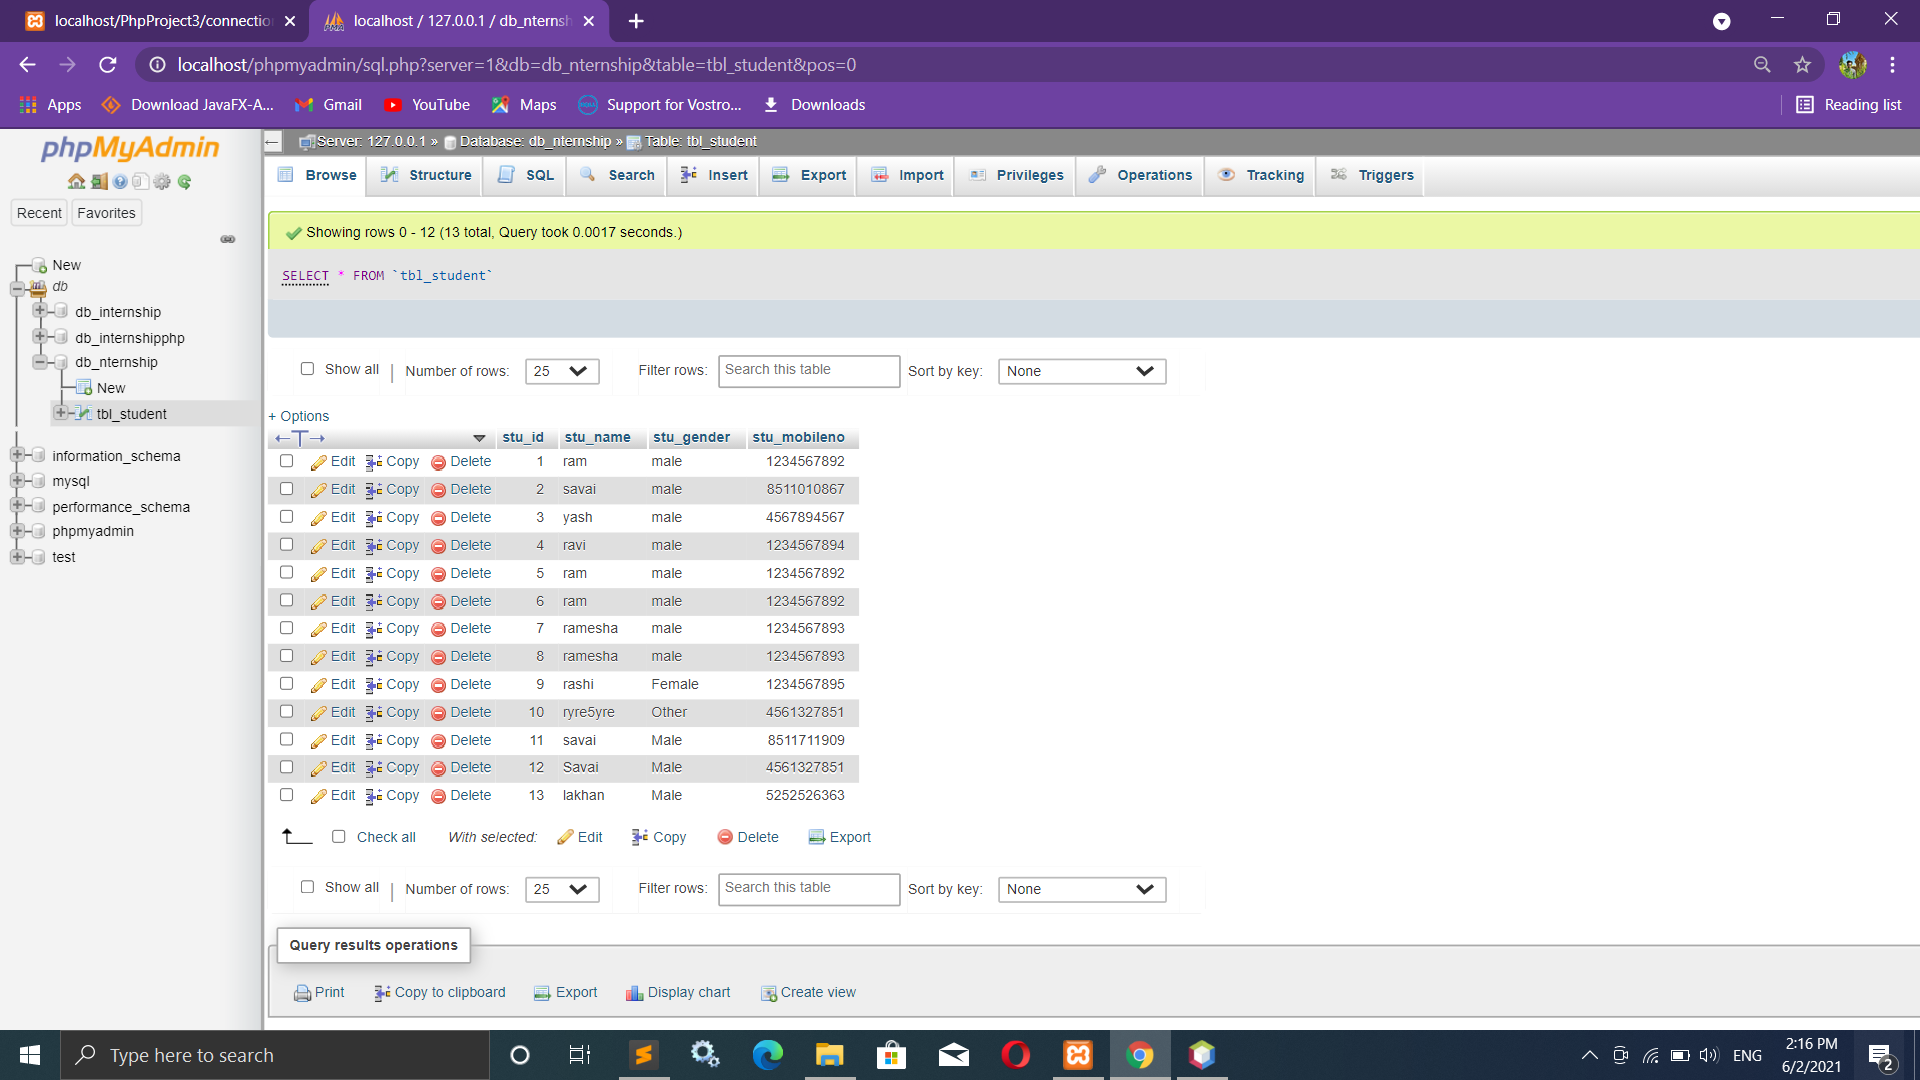 localhost/PhpProject3/connectio
localhost / 127.0.0.1 / db_nternsh
localhost/phpmyadmin/sql.php?server=1&db=db_nternship&table=tbl_student&pos=0
Apps Download JavaFX-A... Gmail YouTube Maps Support for Vostro... Downloads Reading list
phpMyAdmin
Recent Favorites
New
db
db_internship
db_internshipphp
db_nternship
New
tbl_student
information_schema
mysql
performance_schema
phpmyadmin
test
Server: 127.0.0.1 » Database: db_nternship » Table: tbl_student
Browse Structure SQL Search Insert Export Import Privileges Operations Tracking Triggers
Showing rows 0 - 12 (13 total, Query took 0.0017 seconds.)
SELECT * FROM `tbl_student`
Show all | Number of rows: 25 Filter rows: Search this table Sort by key: None
+ Options
←T→ stu_id stu_name stu_gender stu_mobileno
Edit Copy Delete 1 ram male 1234567892
Edit Copy Delete 2 savai male 8511010867
Edit Copy Delete 3 yash male 4567894567
Edit Copy Delete 4 ravi male 1234567894
Edit Copy Delete 5 ram male 1234567892
Edit Copy Delete 6 ram male 1234567892
Edit Copy Delete 7 ramesha male 1234567893
Edit Copy Delete 8 ramesha male 1234567893
Edit Copy Delete 9 rashi Female 1234567895
Edit Copy Delete 10 ryre5yre Other 4561327851
Edit Copy Delete 11 savai Male 8511711909
Edit Copy Delete 12 Savai Male 4561327851
Edit Copy Delete 13 lakhan Male 5252526363
Check all With selected: Edit Copy Delete Export
Show all | Number of rows: 25 Filter rows: Search this table Sort by key: None
Query results operations
Print Copy to clipboard Export Display chart Create view
Type here to search
ENG
2:16 PM
6/2/2021
2